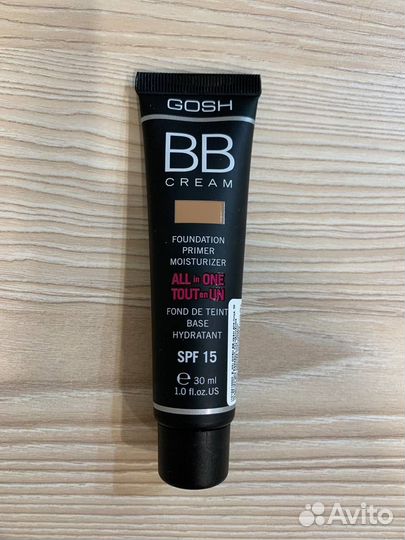 GOSH
BB
CREAM
FOUNDATION
PRIMER
MOISTURIZER
ALL in ONE
TOUT en UN
FOND DE TEINT
BASE
HYDRATANT
SPF 15
℮ 30 ml
1.0 fl.oz.US
Avito